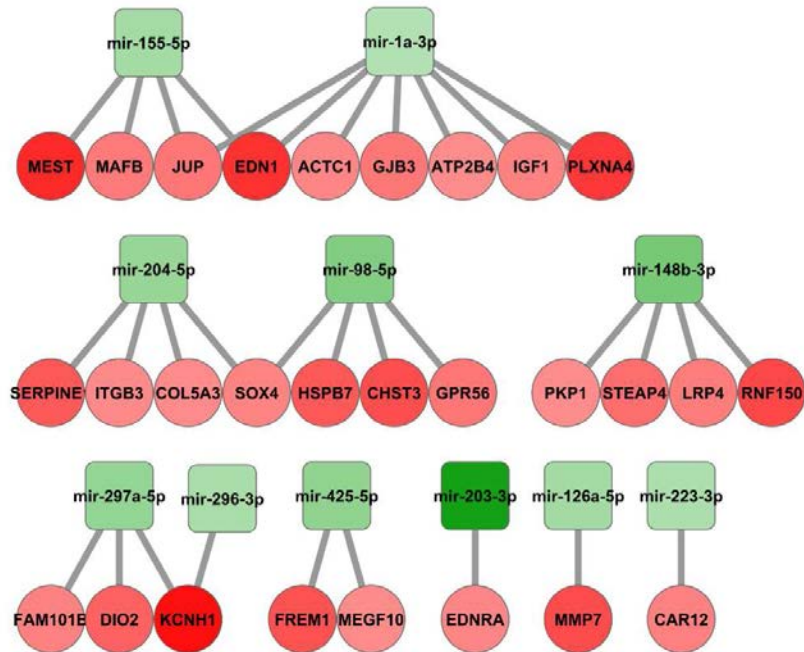 mir-155-5p mir-1a-3p
MEST MAFB JUP EDN1 ACTC1 GJB3 ATP2B4 IGF1 PLXNA4
mir-204-5p mir-98-5p mir-148b-3p
SERPINE ITGB3 COL5A3 SOX4 HSPB7 CHST3 GPR56 PKP1 STEAP4 LRP4 RNF150
mir-297a-5p mir-296-3p mir-425-5p mir-203-3p mir-126a-5p mir-223-3p
FAM101B DIO2 KCNH1 FREM1 MEGF10 EDNRA MMP7 CAR12